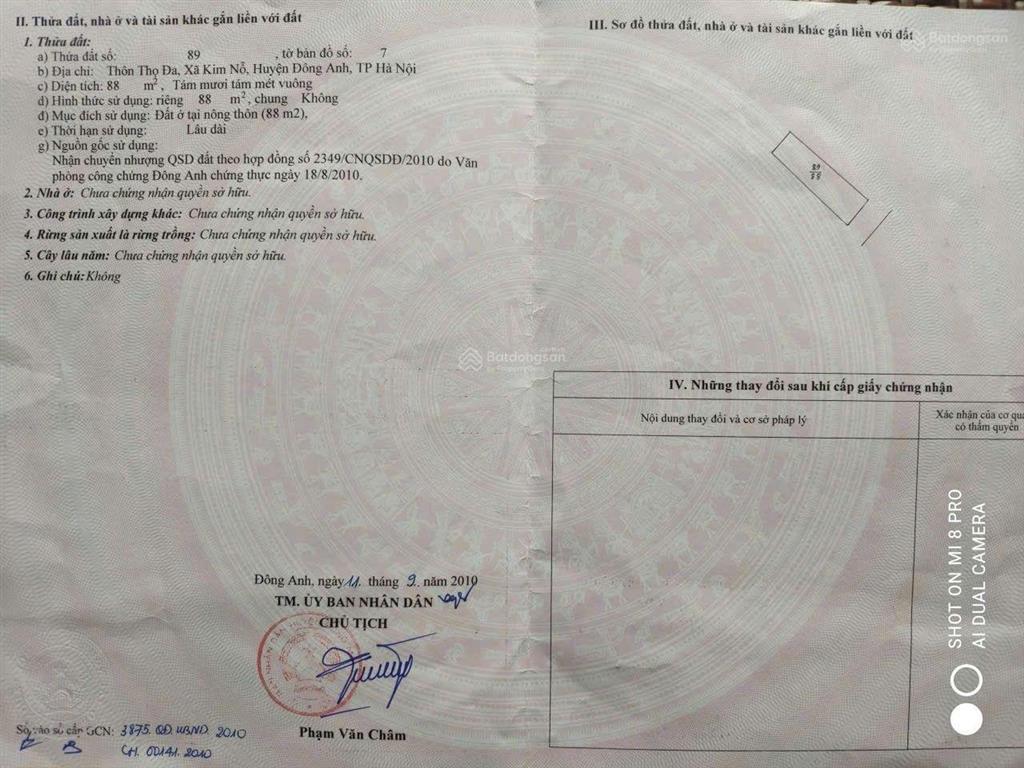 II. Thửa đất, nhà ở và tài sản khác gắn liền với đất
1. Thửa đất:
a) Thửa đất số: 89 , tờ bản đồ số: 7
b) Địa chỉ: Thôn Thọ Đa, Xã Kim Nỗ, Huyện Đông Anh, TP Hà Nội
c) Diện tích: 88 m², Tám mươi tám mét vuông
d) Hình thức sử dụng: riêng 88 m², chung Không
đ) Mục đích sử dụng: Đất ở tại nông thôn (88 m2),
e) Thời hạn sử dụng: Lâu dài
g) Nguồn gốc sử dụng:
Nhận chuyển nhượng QSD đất theo hợp đồng số 2349/CNQSDĐ/2010 do Văn
phòng công chứng Đông Anh chứng thực ngày 18/8/2010.
2. Nhà ở: Chưa chứng nhận quyền sở hữu.
3. Công trình xây dựng khác: Chưa chứng nhận quyền sở hữu.
4. Rừng sản xuất là rừng trồng: Chưa chứng nhận quyền sở hữu.
5. Cây lâu năm: Chưa chứng nhận quyền sở hữu.
6. Ghi chú: Không
Đông Anh, ngày 11. tháng 9. năm 2010
TM. ỦY BAN NHÂN DÂN
CHỦ TỊCH
Phạm Văn Châm
Số vào sổ cấp GCN: 3875.QĐ.UBND.2010
CH.00141.2010
III. Sơ đồ thửa đất, nhà ở và tài sản khác gắn liền với đất
89
88
IV. Những thay đổi sau khi cấp giấy chứng nhận
Nội dung thay đổi và cơ sở pháp lý
Xác nhận của cơ qua
có thẩm quyền
Batdongsan
Batdongsan
SHOT ON MI 8 PRO
AI DUAL CAMERA